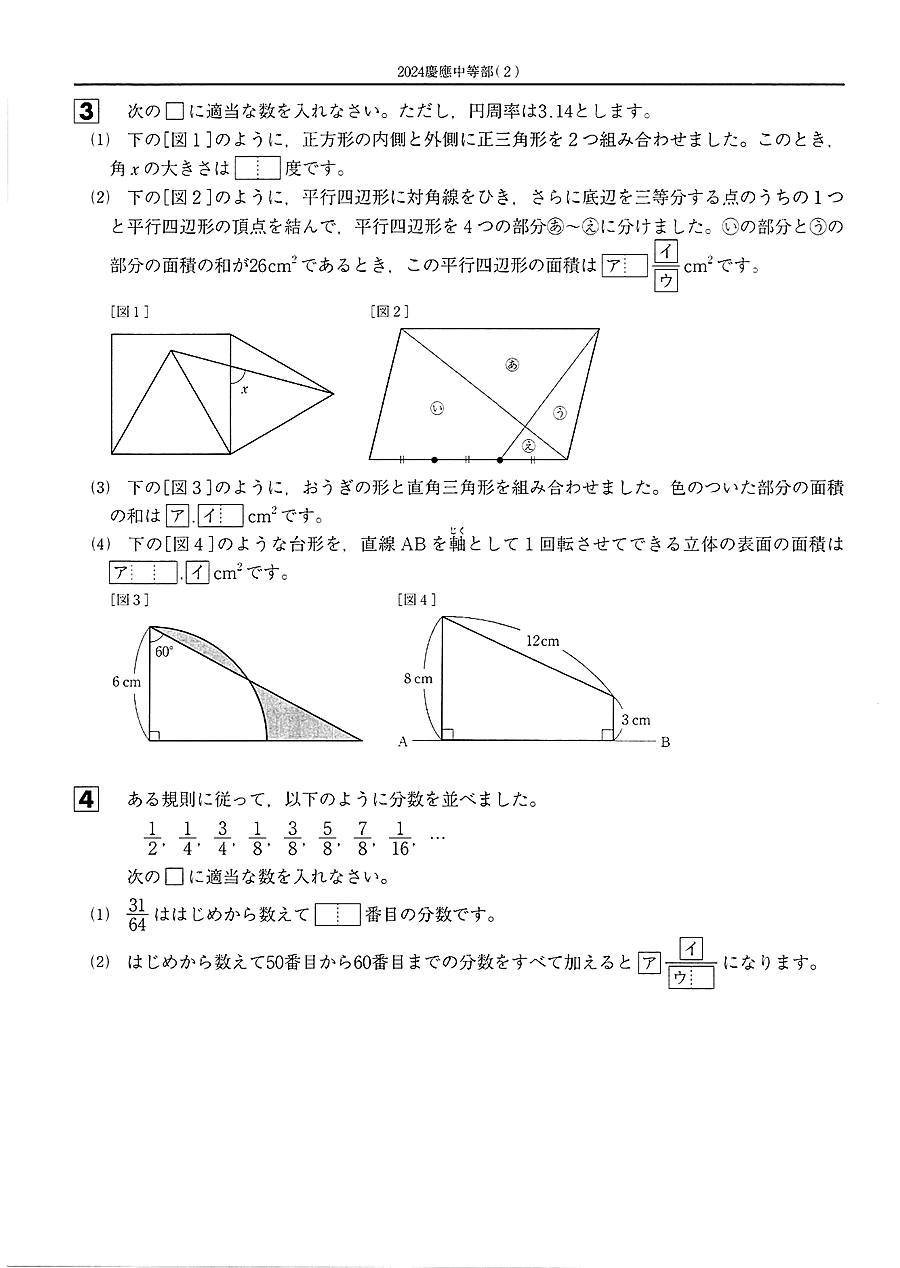 2024慶應中等部(2)
3 次の□に適当な数を入れなさい。ただし，円周率は3.14とします。
(1) 下の[図1]のように，正方形の内側と外側に正三角形を2つ組み合わせました。このとき，
角xの大きさは□度です。
(2) 下の[図2]のように，平行四辺形に対角線をひき，さらに底辺を三等分する点のうちの1つ
と平行四辺形の頂点を結んで，平行四辺形を4つの部分あ〜えに分けました。いの部分とうの
部分の面積の和が26cm²であるとき，この平行四辺形の面積は ア イ/ウ cm²です。
[図1] [図2]
x
あ
い
う
え
(3) 下の[図3]のように，おうぎの形と直角三角形を組み合わせました。色のついた部分の面積
の和は ア.イ cm²です。
(4) 下の[図4]のような台形を，直線ABを軸として1回転させてできる立体の表面の面積は
じく
ア.イ cm²です。
[図3] [図4]
60°
6cm
12cm
8cm
3cm
A
B
4 ある規則に従って，以下のように分数を並べました。
1/2, 1/4, 3/4, 1/8, 3/8, 5/8, 7/8, 1/16, …
次の□に適当な数を入れなさい。
(1) 31/64 ははじめから数えて□番目の分数です。
(2) はじめから数えて50番目から60番目までの分数をすべて加えると ア イ/ウ になります。